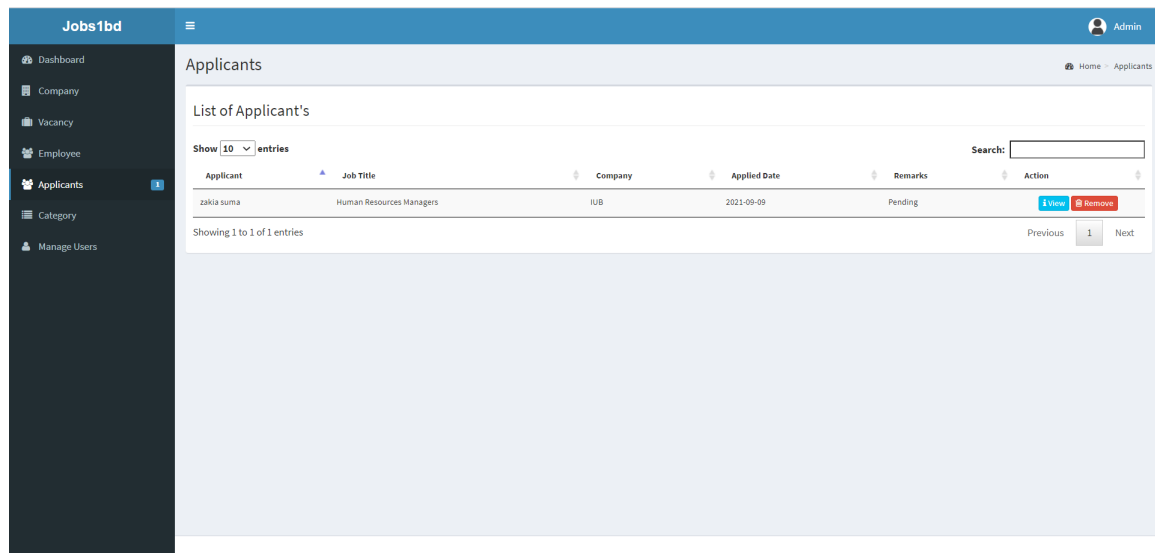 Jobs1bd
Admin
Dashboard
Company
Vacancy
Employee
Applicants 1
Category
Manage Users
Applicants
Home > Applicants
List of Applicant's
Show 10 entries
Search:
Applicant Job Title Company Applied Date Remarks Action
zakia suma Human Resources Managers IUB 2021-09-09 Pending View Remove
Showing 1 to 1 of 1 entries
Previous 1 Next